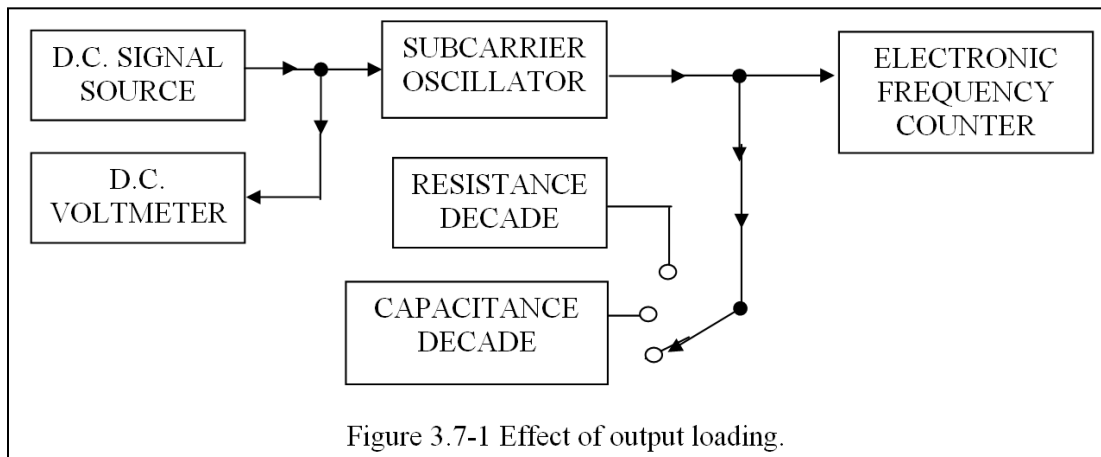 D.C. SIGNAL
SOURCE
SUBCARRIER
OSCILLATOR
ELECTRONIC
FREQUENCY
COUNTER
D.C.
VOLTMETER
RESISTANCE
DECADE
CAPACITANCE
DECADE
Figure 3.7-1 Effect of output loading.